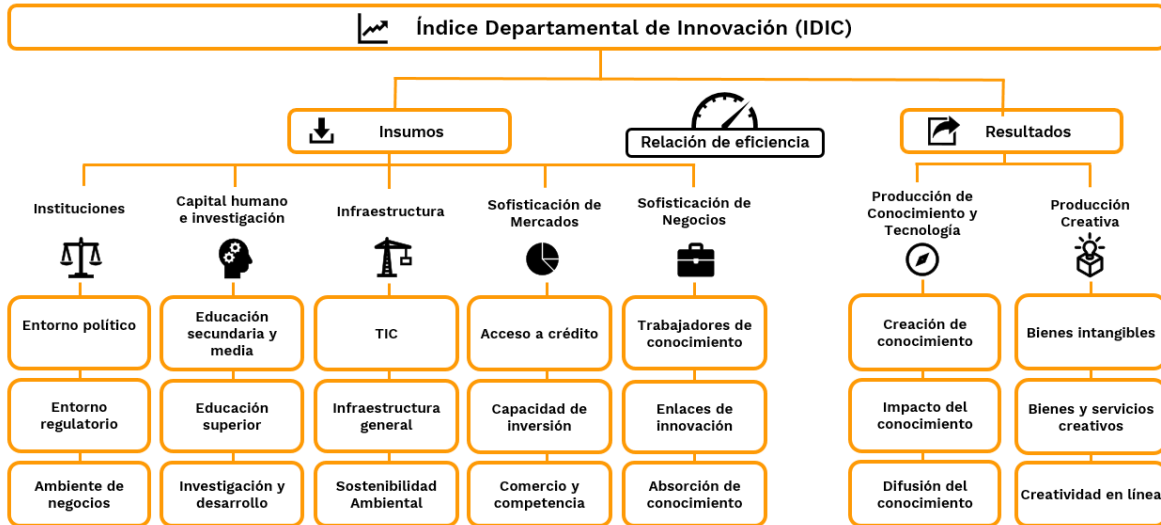 Índice Departamental de Innovación (IDIC)
Insumos
Relación de eficiencia
Resultados
Instituciones
Capital humano
e investigación
Infraestructura
Sofisticación de
Mercados
Sofisticación de
Negocios
Producción de
Conocimiento y
Tecnología
Producción
Creativa
Entorno político
Educación
secundaria y
media
TIC
Acceso a crédito
Trabajadores de
conocimiento
Creación de
conocimiento
Bienes intangibles
Entorno
regulatorio
Educación
superior
Infraestructura
general
Capacidad de
inversión
Enlaces de
innovación
Impacto del
conocimiento
Bienes y servicios
creativos
Ambiente de
negocios
Investigación y
desarrollo
Sostenibilidad
Ambiental
Comercio y
competencia
Absorción de
conocimiento
Difusión del
conocimiento
Creatividad en línea